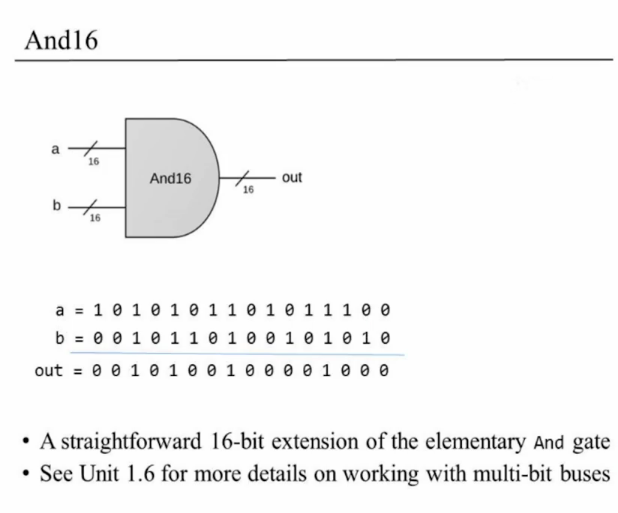 And16
a
16
And16
16
out
b
16
a = 1 0 1 0 1 0 1 1 0 1 0 1 1 1 0 0
b = 0 0 1 0 1 1 0 1 0 0 1 0 1 0 1 0
out = 0 0 1 0 1 0 0 1 0 0 0 0 1 0 0 0
• A straightforward 16-bit extension of the elementary And gate
• See Unit 1.6 for more details on working with multi-bit buses